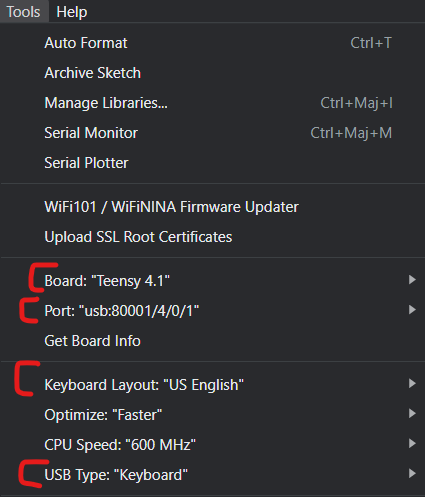 Tools Help
Auto Format Ctrl+T
Archive Sketch
Manage Libraries... Ctrl+Maj+I
Serial Monitor Ctrl+Maj+M
Serial Plotter
WiFi101 / WiFiNINA Firmware Updater
Upload SSL Root Certificates
Board: "Teensy 4.1"
Port: "usb:80001/4/0/1"
Get Board Info
Keyboard Layout: "US English"
Optimize: "Faster"
CPU Speed: "600 MHz"
USB Type: "Keyboard"